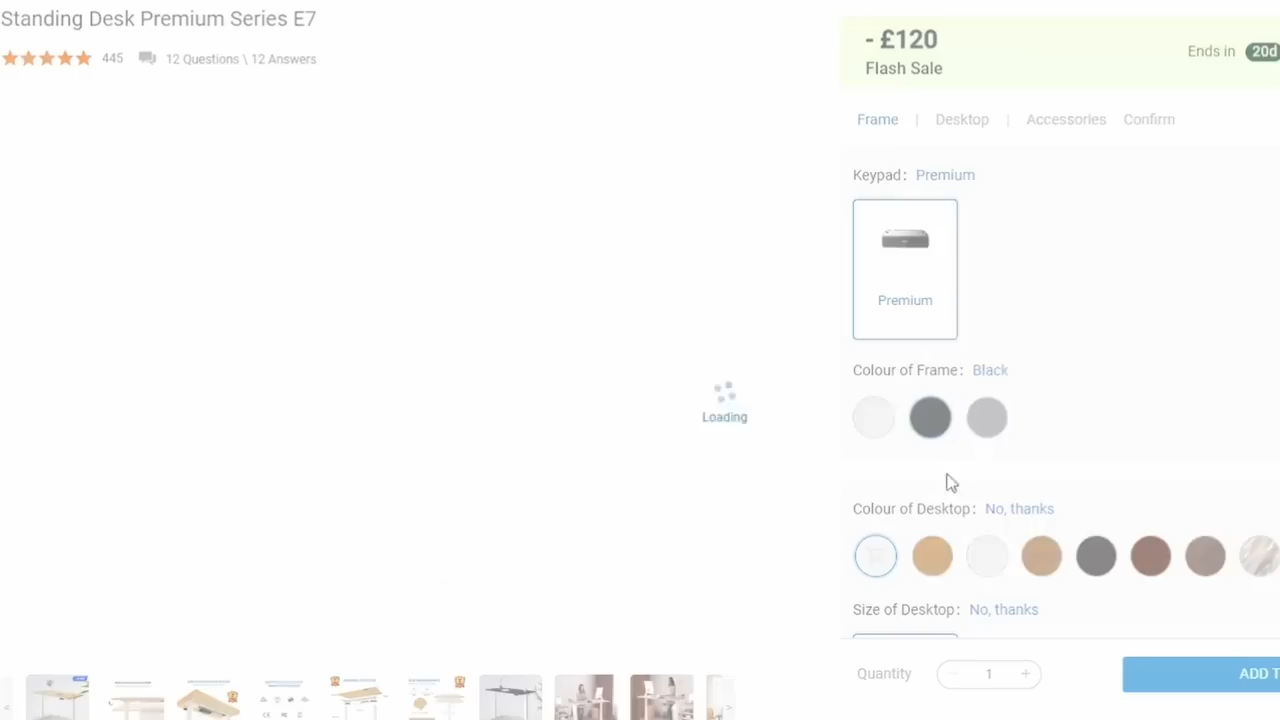 Standing Desk Premium Series E7
445 12 Questions \ 12 Answers
- £120
Flash Sale
Ends in 20d
Frame | Desktop | Accessories Confirm
Keypad: Premium
Premium
Colour of Frame: Black
Loading
Colour of Desktop: No, thanks
Size of Desktop: No, thanks
Quantity - 1 +
ADD T